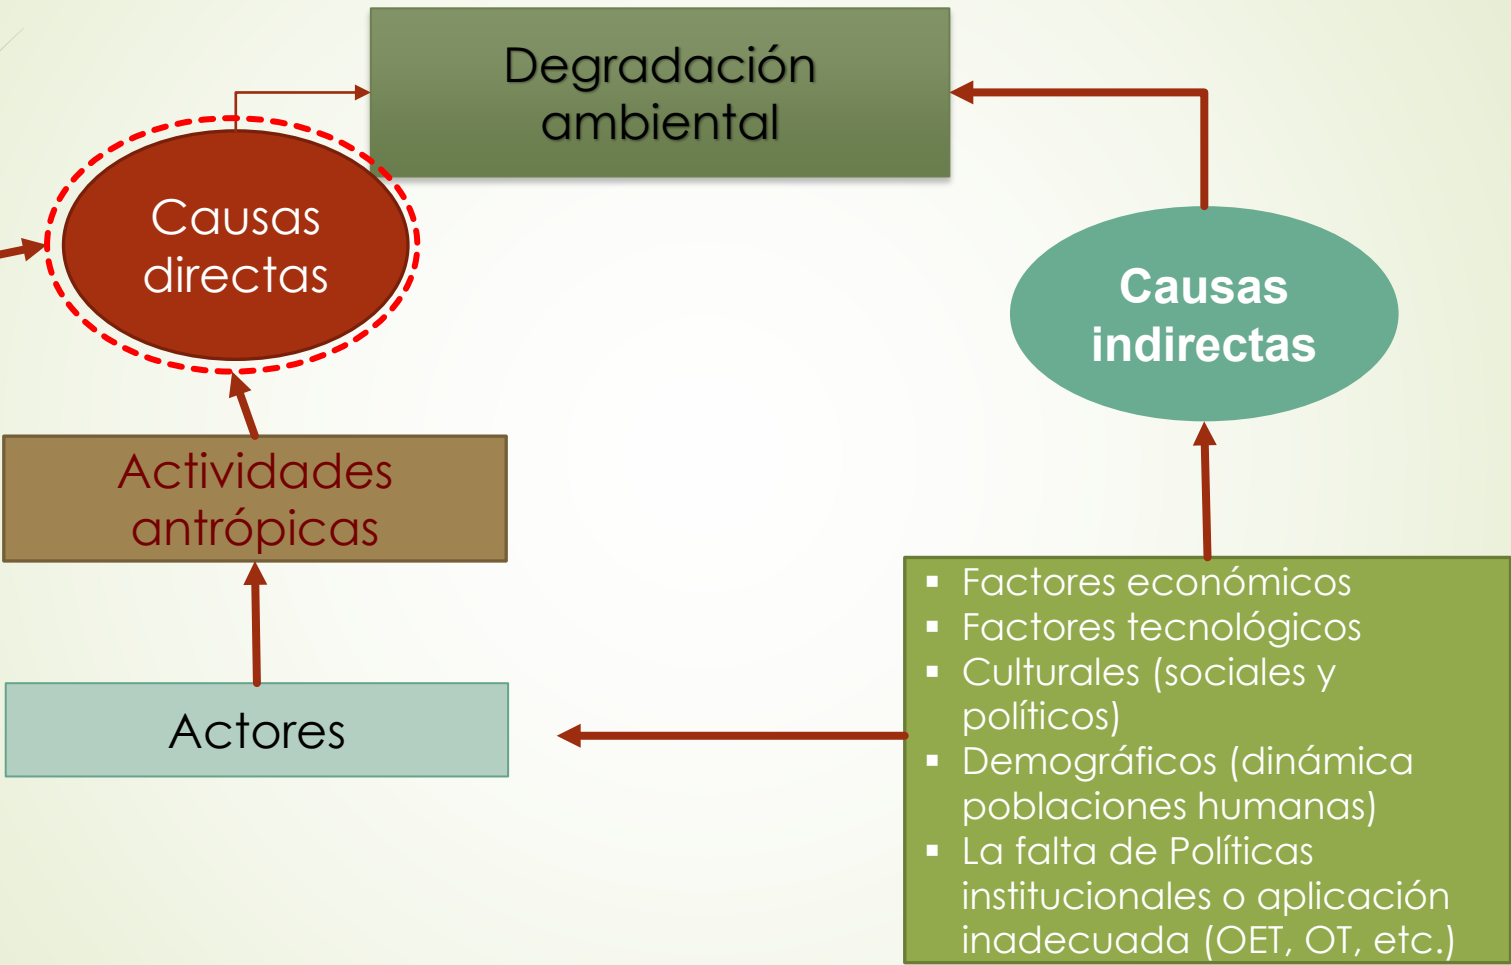 Degradación
ambiental
Causas
directas
Causas
indirectas
Actividades
antrópicas
Actores
▪ Factores económicos
▪ Factores tecnológicos
▪ Culturales (sociales y
políticos)
▪ Demográficos (dinámica
poblaciones humanas)
▪ La falta de Políticas
institucionales o aplicación
inadecuada (OET, OT, etc.)